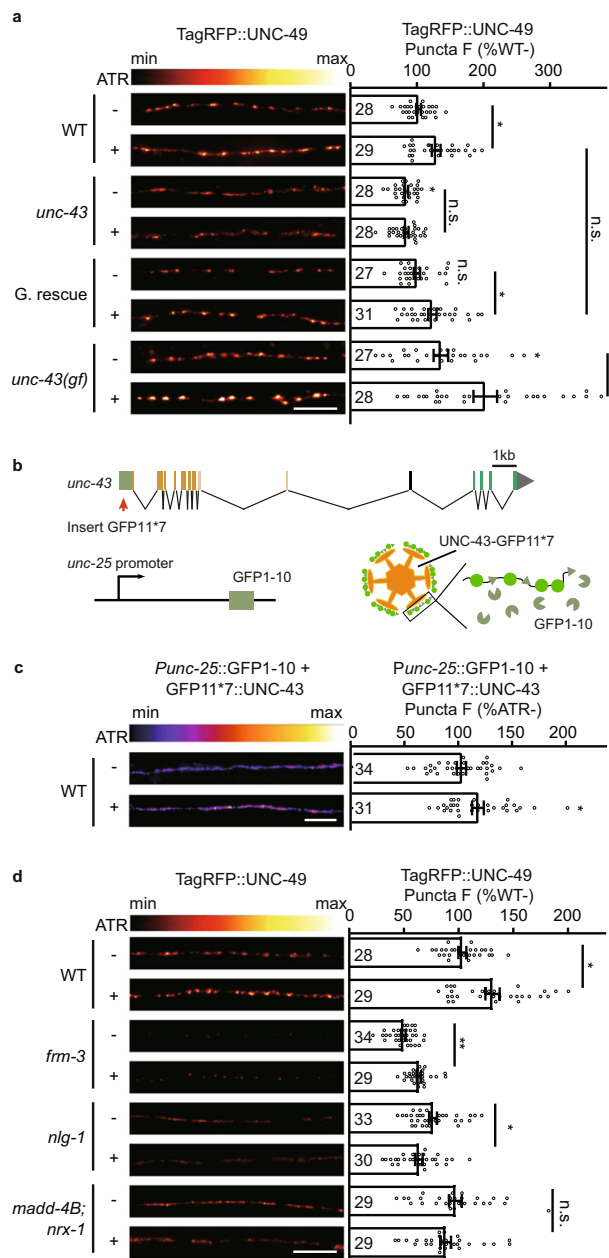 a
TagRFP::UNC-49
TagRFP::UNC-49
Puncta F (%WT-)
min max
0 100 200 300
ATR
WT
- 28
*
+ 29
unc-43
- 28 *
n.s.
+ 28
n.s.
G. rescue
- 27 n.s.
*
+ 31
unc-43(gf)
- 27 *
+ 28
b
unc-43
1kb
Insert GFP11*7
UNC-43-GFP11*7
unc-25 promoter
GFP1-10
GFP1-10
c
Punc-25::GFP1-10 +
GFP11*7::UNC-43
Punc-25::GFP1-10 +
GFP11*7::UNC-43
Puncta F (%ATR-)
min max
0 50 100 150 200
ATR
WT
- 34
+ 31 *
d
TagRFP::UNC-49
TagRFP::UNC-49
Puncta F (%WT-)
min max
0 50 100 150 200
ATR
WT
- 28
*
+ 29
frm-3
- 34
**
+ 29
nlg-1
- 33
*
+ 30
madd-4B;
nrx-1
- 29
n.s.
+ 29